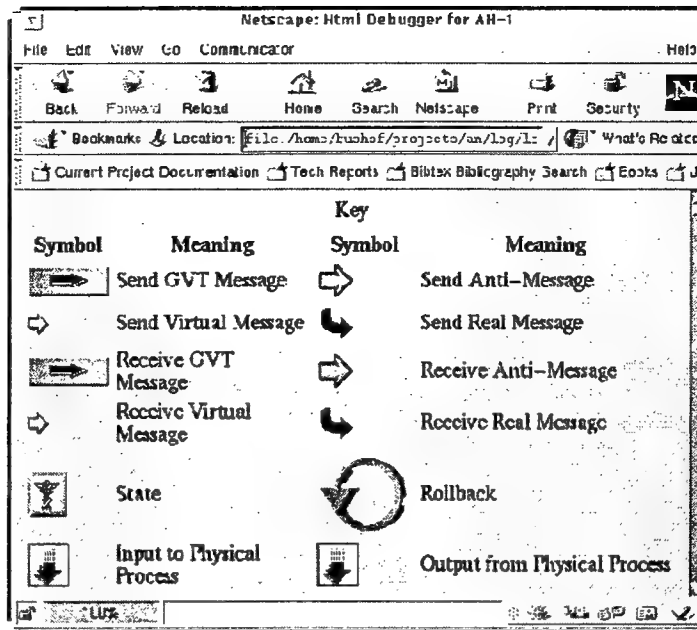 Netscape: Html Debugger for AH-1
File Edit View Go Communicator Help
Back Forward Reload Home Search Netscape Print Security
Bookmarks Location: What's Related
Current Project Documentation Tech Reports Bibtex Bibliography Search Books
Key
Symbol Meaning Symbol Meaning
Send GVT Message Send Anti-Message
Send Virtual Message Send Real Message
Receive GVT
Message
Receive Anti-Message
Receive Virtual
Message
Receive Real Message
State Rollback
Input to Physical
Process
Output from Physical Process